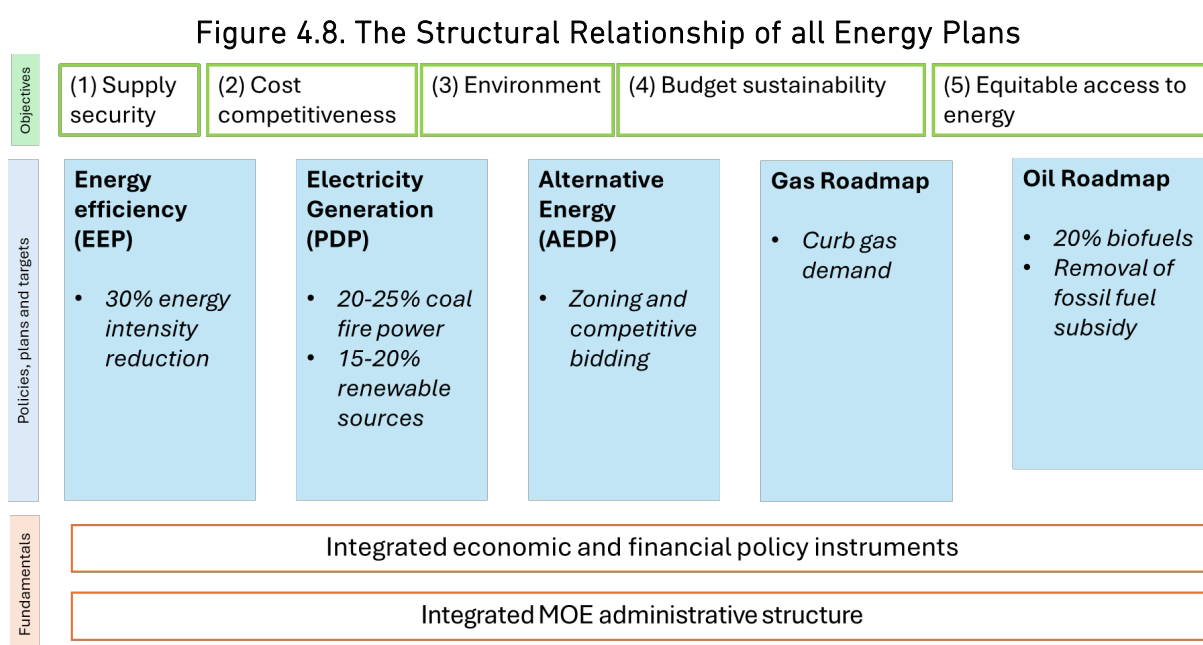 Figure 4.8. The Structural Relationship of all Energy Plans
Objectives
(1) Supply
security
(2) Cost
competitiveness
(3) Environment
(4) Budget sustainability
(5) Equitable access to
energy
Policies, plans and targets
Energy
efficiency
(EEP)
• 30% energy
intensity
reduction
Electricity
Generation
(PDP)
• 20-25% coal
fire power
• 15-20%
renewable
sources
Alternative
Energy
(AEDP)
• Zoning and
competitive
bidding
Gas Roadmap
• Curb gas
demand
Oil Roadmap
• 20% biofuels
• Removal of
fossil fuel
subsidy
Fundamentals
Integrated economic and financial policy instruments
Integrated MOE administrative structure